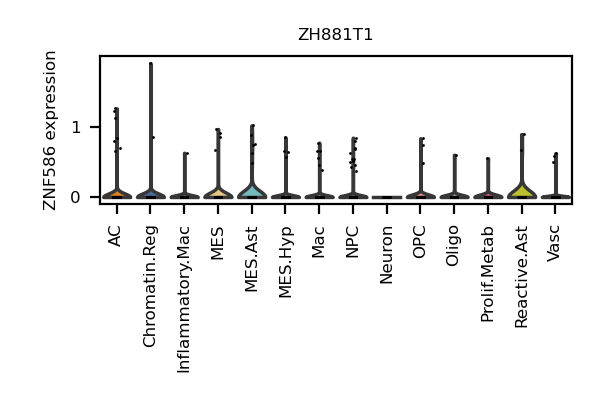 ZH881T1
ZNF586 expression
1
0
AC
Chromatin.Reg
Inflammatory.Mac
MES
MES.Ast
MES.Hyp
Mac
NPC
Neuron
OPC
Oligo
Prolif.Metab
Reactive.Ast
Vasc